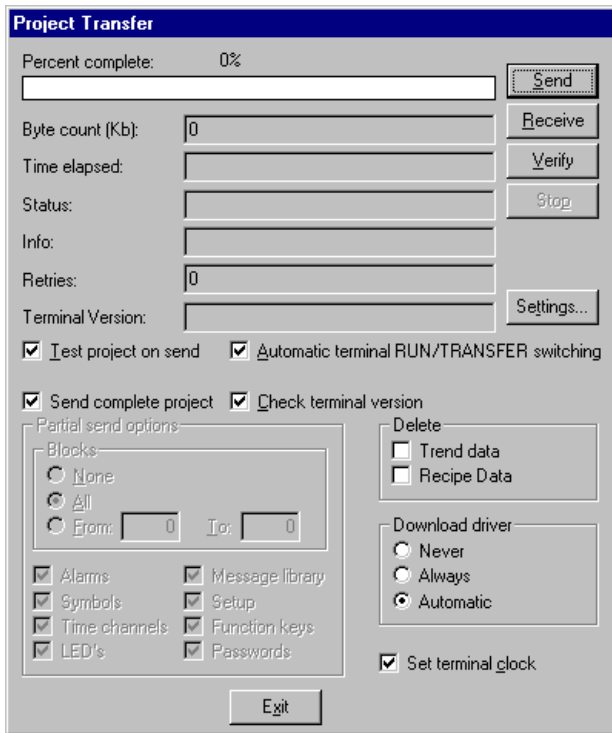 Project Transfer
Percent complete: 0%
Send
Byte count (Kb): 0
Receive
Time elapsed:
Verify
Status:
Stop
Info:
Retries: 0
Terminal Version:
Settings...
Test project on send Automatic terminal RUN/TRANSFER switching
Send complete project Check terminal version
Partial send options
Delete
Blocks
Trend data
None
Recipe Data
All
From: 0 To: 0
Download driver
Never
Alarms Message library
Always
Symbols Setup
Automatic
Time channels Function keys
LED's Passwords
Set terminal clock
Exit